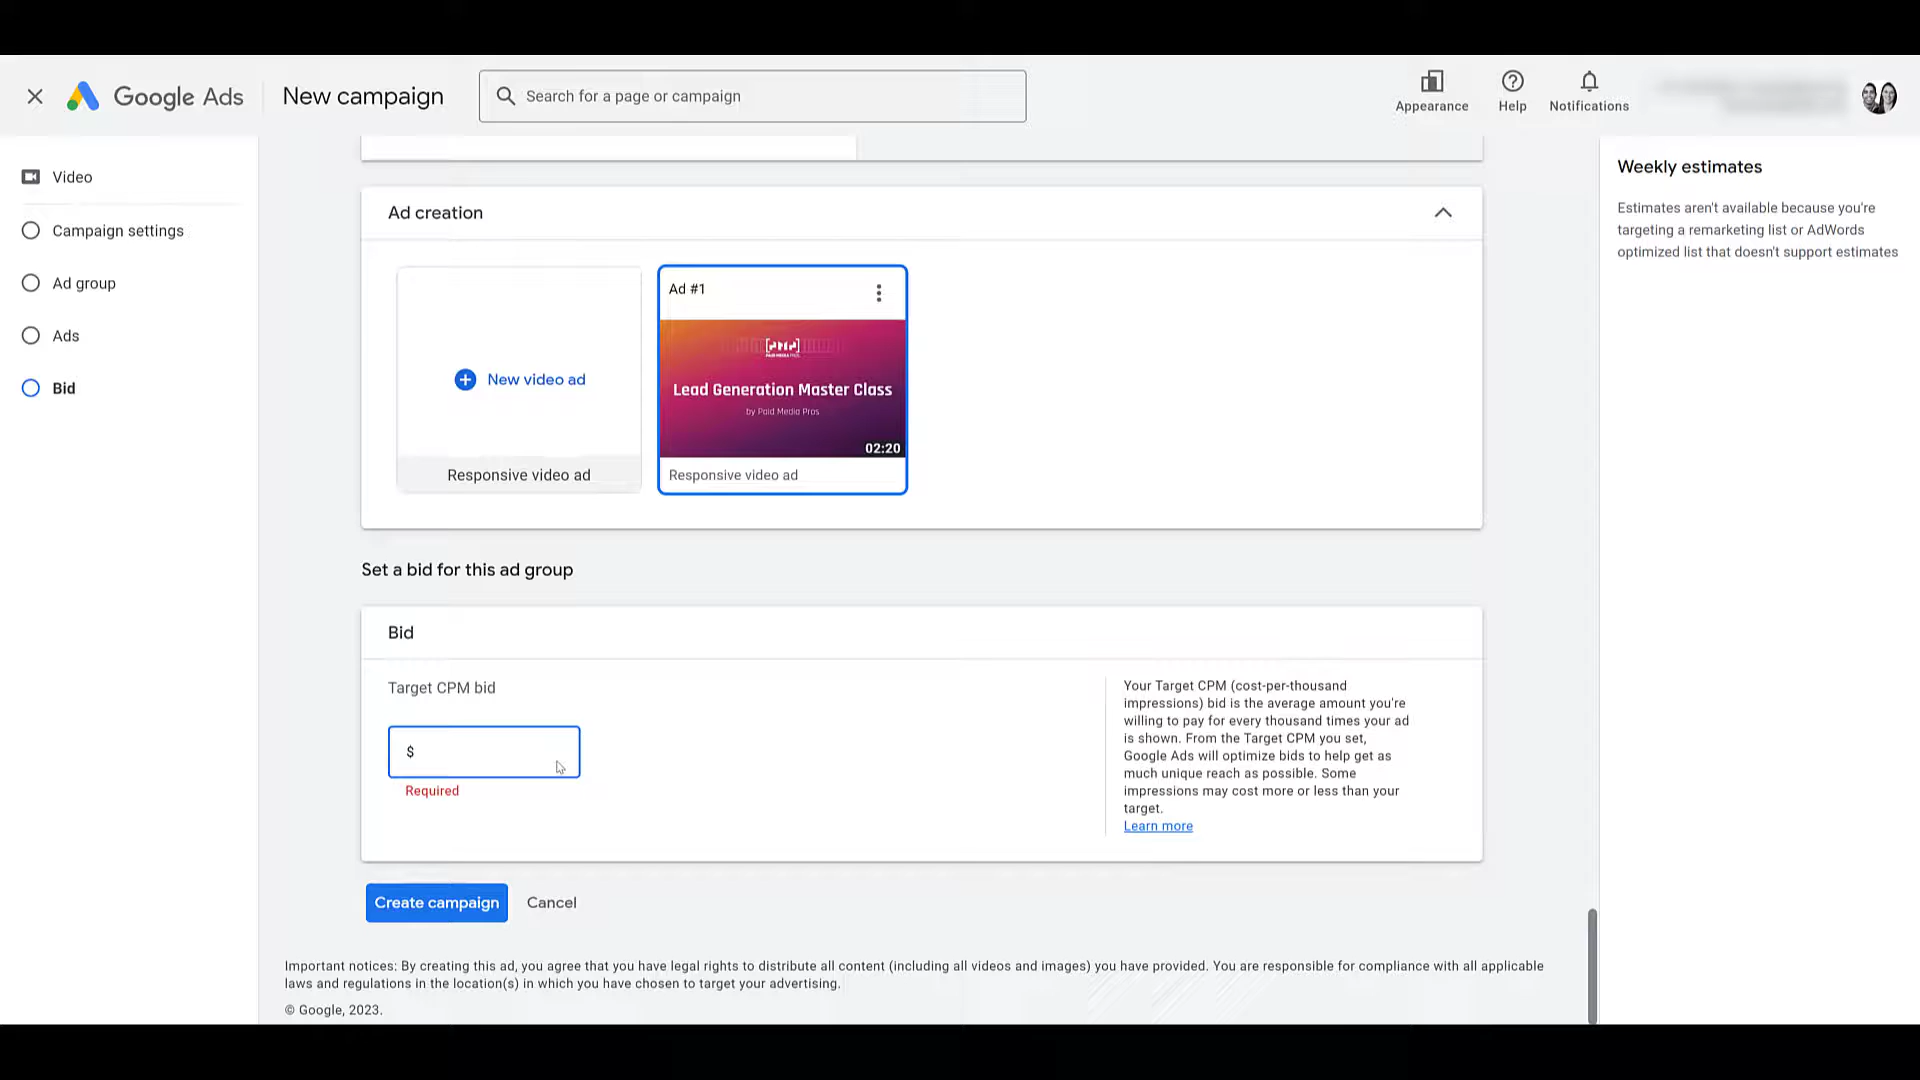 Google Ads
New campaign
Search for a page or campaign
Appearance
Help
Notifications
Video
Campaign settings
Ad group
Ads
Bid
Weekly estimates
Estimates aren't available because you're
targeting a remarketing list or AdWords
optimized list that doesn't support estimates
Ad creation
New video ad
Responsive video ad
Ad #1
PAID MEDIA PROS
Lead Generation Master Class
by Paid Media Pros
02:20
Responsive video ad
Set a bid for this ad group
Bid
Target CPM bid
$
Required
Your Target CPM (cost-per-thousand
impressions) bid is the average amount you're
willing to pay for every thousand times your ad
is shown. From the Target CPM you set,
Google Ads will optimize bids to help get as
much unique reach as possible. Some
impressions may cost more or less than your
target.
Learn more
Create campaign
Cancel
Important notices: By creating this ad, you agree that you have legal rights to distribute all content (including all videos and images) you have provided. You are responsible for compliance with all applicable
laws and regulations in the location(s) in which you have chosen to target your advertising.
© Google, 2023.